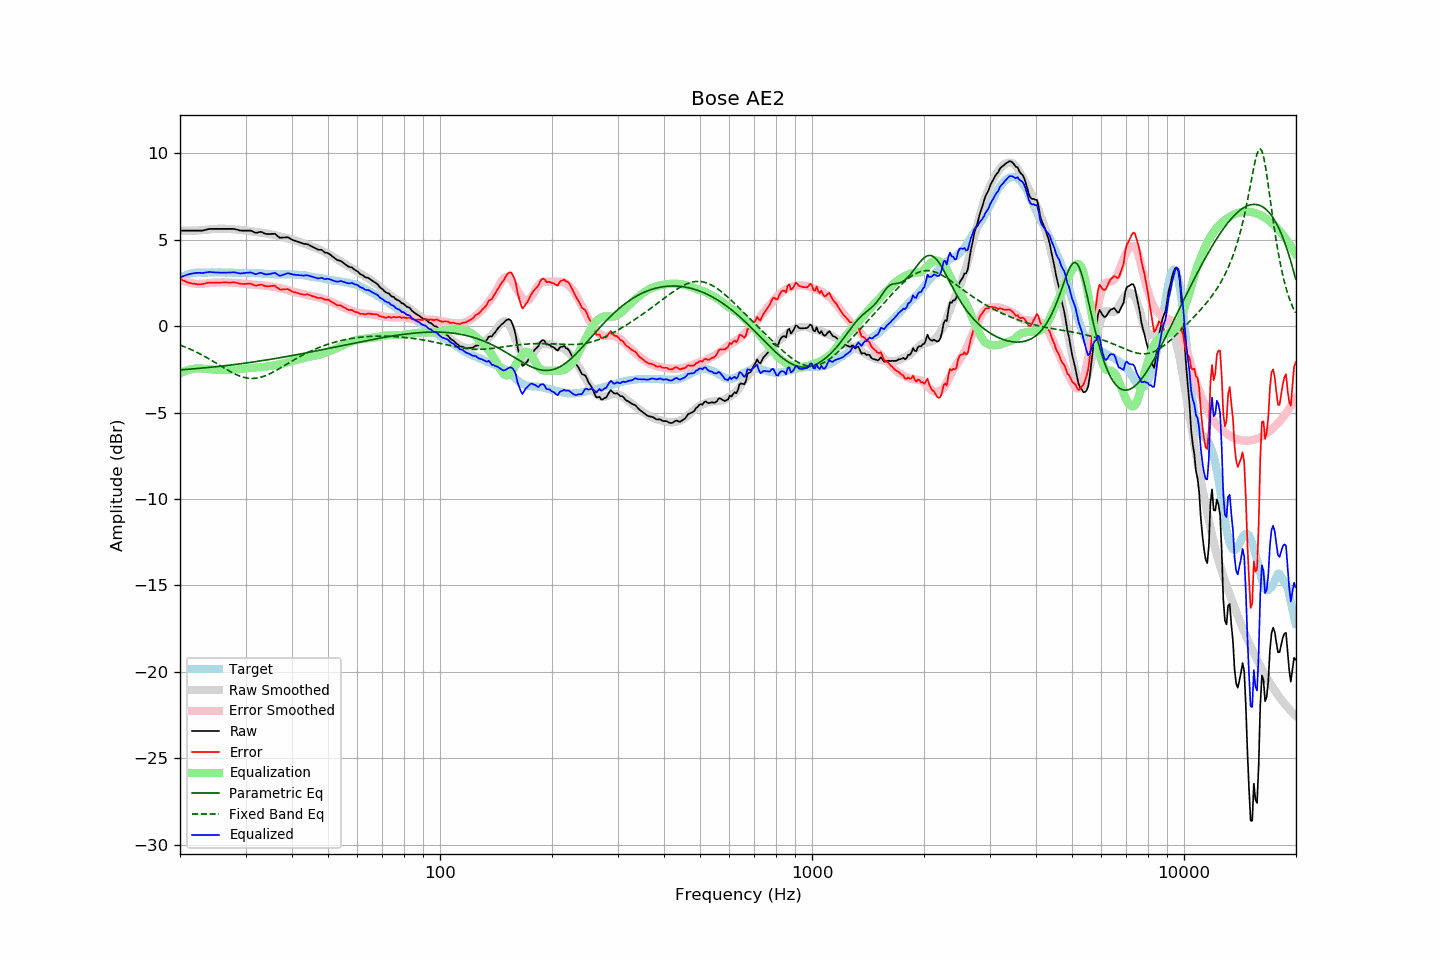 Bose AE2
10
5
0
−5
−10
−15
−20
−25
−30
Amplitude (dBr)
Target
Raw Smoothed
Error Smoothed
Raw
Error
Equalization
Parametric Eq
Fixed Band Eq
Equalized
100
1000
10000
Frequency (Hz)